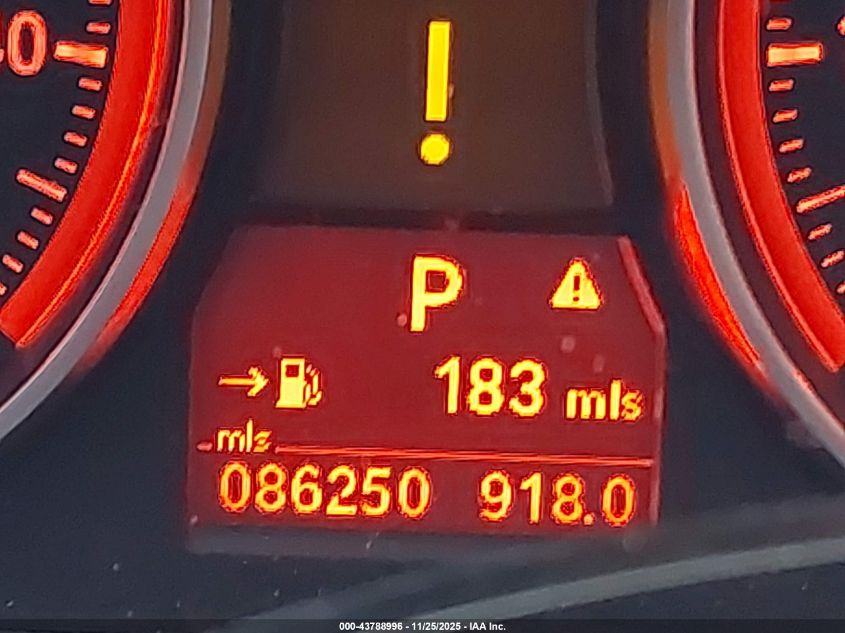 !
P
183 mls
mls
086250 918.0
000-43788996 - 11/25/2025 - IAA Inc.